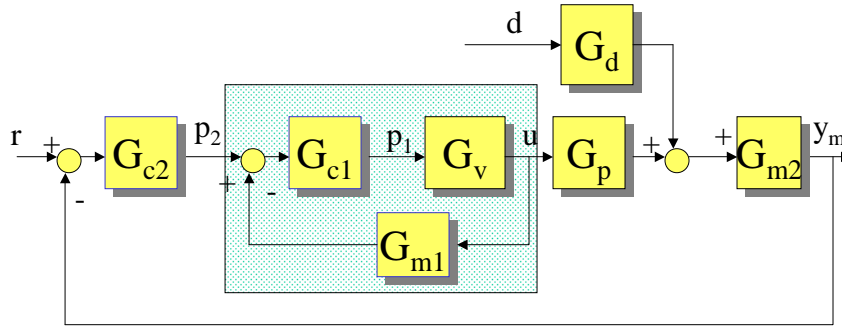 d
G_d
r
+
G_c2
p_2
G_c1
p_1
G_v
u
G_p
+
+
G_m2
y_m
-
+
-
G_m1